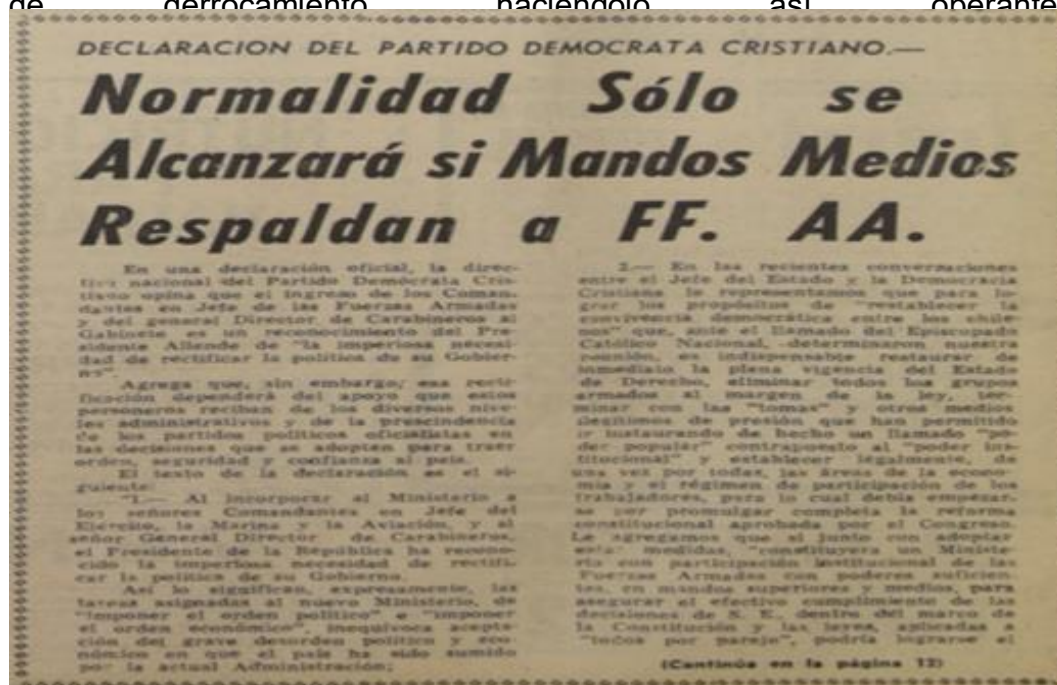 de derrocamiento haciéndolo así operante
DECLARACION DEL PARTIDO DEMOCRATA CRISTIANO.—
Normalidad Sólo se
Alcanzará si Mandos Medios
Respaldan a FF. AA.
En una declaración oficial, la direc-
tiva nacional del Partido Demócrata Cris-
tiano opina que el ingreso de los Coman-
dantes en Jefe de las Fuerzas Armadas
y del general Director de Carabineros al
Gabinete es un reconocimiento del Pre-
sidente Allende de "la imperiosa necesi-
dad de rectificar la política de su Gobier-
no".
Agrega que, sin embargo, esa recti-
ficación dependerá del apoyo que estos
personeros reciban de los diversos nive-
les administrativos y de la prescindencia
de los partidos políticos oficialistas en
las decisiones que se adopten para traer
orden, seguridad y confianza al país.
El texto de la declaración es el si-
guiente:
"1.— Al incorporar al Ministerio a
los señores Comandantes en Jefe del
Ejército, la Marina y la Aviación, y al
señor General Director de Carabineros,
el Presidente de la República ha recono-
cido la imperiosa necesidad de rectifi-
car la política de su Gobierno.
Así lo significan, expresamente, las
tareas asignadas al nuevo Ministerio, de
"imponer el orden político" e "imponer
el orden económico", inequívoca acepta-
ción del grave desorden político y eco-
nómico en que el país ha sido sumido
por la actual Administración;
2.— En las recientes conversaciones
entre el Jefe del Estado y la Democracia
Cristiana le representamos que para lo-
grar los propósitos de "restablecer la
convivencia democrática entre los chile-
nos" que, ante el llamado del Episcopado
Católico Nacional, determinaron nuestra
reunión, es indispensable restaurar de
inmediato la plena vigencia del Estado
de Derecho, eliminar todos los grupos
armados al margen de la ley, ter-
minar con las "tomas" y otros medios
ilegítimos de presión que han permitido
ir instaurando de hecho un llamado "po-
der popular" contrapuesto al "poder ins-
titucional" y establecer legalmente, de
una vez por todas, las áreas de la econo-
mía y el régimen de participación de los
trabajadores, para lo cual debía empezar-
se por promulgar completa la reforma
constitucional aprobada por el Congreso.
Le agregamos que si junto con adoptar
estas medidas, "constituyera un Ministe-
rio con participación institucional de las
Fuerzas Armadas con poderes suficien-
tes, en mandos superiores y medios, para
asegurar el efectivo cumplimiento de las
decisiones de S. E., dentro del marco de
la Constitución y las leyes, aplicadas a
"todos por parejo", podría lograrse el
(Continúa en la página 12)